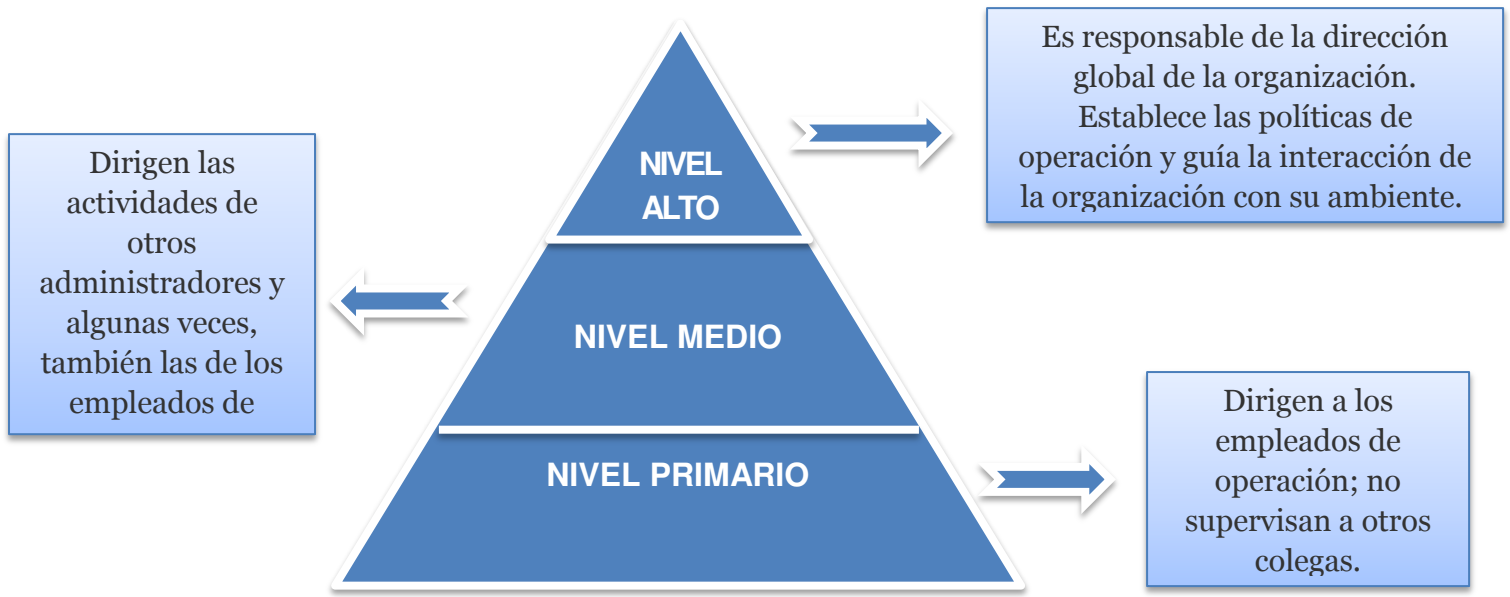 NIVEL
ALTO
Es responsable de la dirección
global de la organización.
Establece las políticas de
operación y guía la interacción de
la organización con su ambiente.
Dirigen las
actividades de
otros
administradores y
algunas veces,
también las de los
empleados de
NIVEL MEDIO
NIVEL PRIMARIO
Dirigen a los
empleados de
operación; no
supervisan a otros
colegas.